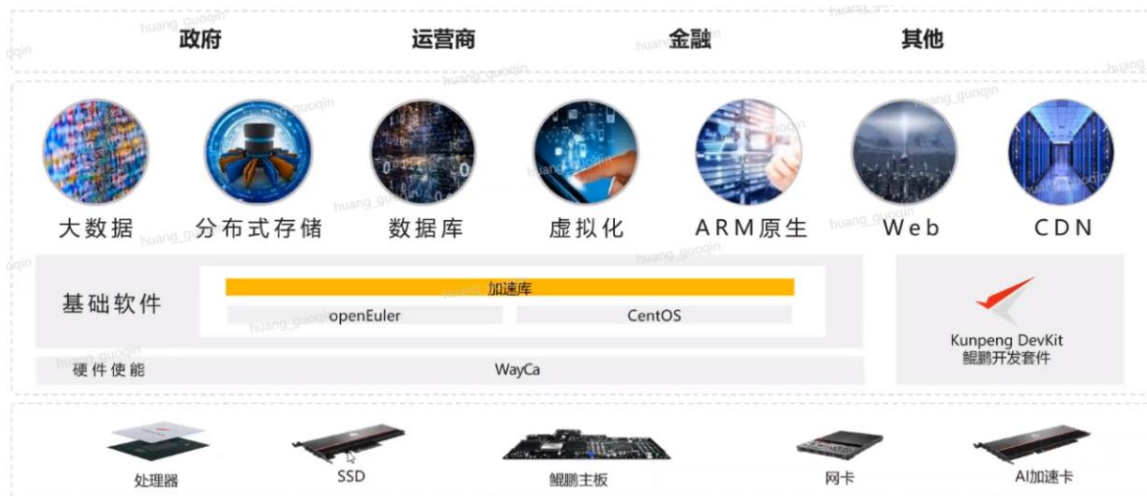 政府 运营商 金融 其他
大数据 分布式存储 数据库 虚拟化 ARM原生 Web CDN
基础软件
加速库
openEuler CentOS
硬件使能 WayCa
Kunpeng DevKit
鲲鹏开发套件
处理器 SSD 鲲鹏主板 网卡 AI加速卡
huang_guoqin